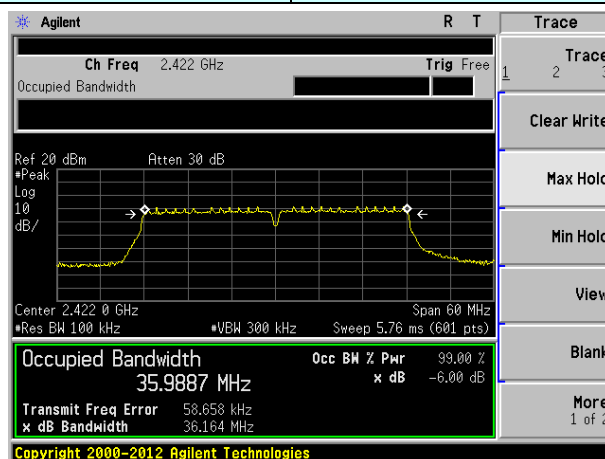 Agilent R T Trace
Ch Freq 2.422 GHz Trig Free
Occupied Bandwidth
Trace
1 2 3
Clear Write
Max Hold
Min Hold
View
Blank
More
1 of 2
Ref 20 dBm Atten 30 dB
#Peak
Log
10
dB/
Center 2.422 0 GHz Span 60 MHz
#Res BW 100 kHz #VBW 300 kHz Sweep 5.76 ms (601 pts)
Occupied Bandwidth Occ BW % Pwr 99.00 %
35.9887 MHz x dB -6.00 dB
Transmit Freq Error 58.658 kHz
x dB Bandwidth 36.164 MHz
Copyright 2000-2012 Agilent Technologies